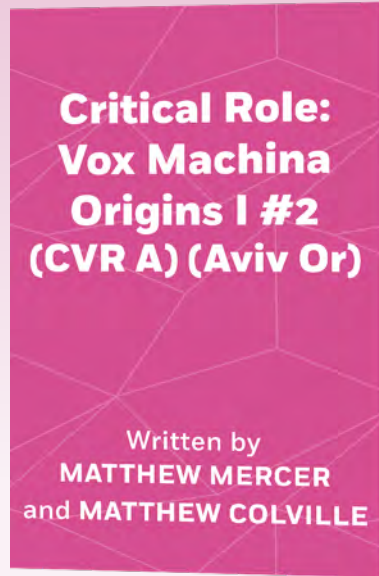 Critical Role:
Vox Machina
Origins I #2
(CVR A) (Aviv Or)
Written by
MATTHEW MERCER
and MATTHEW COLVILLE